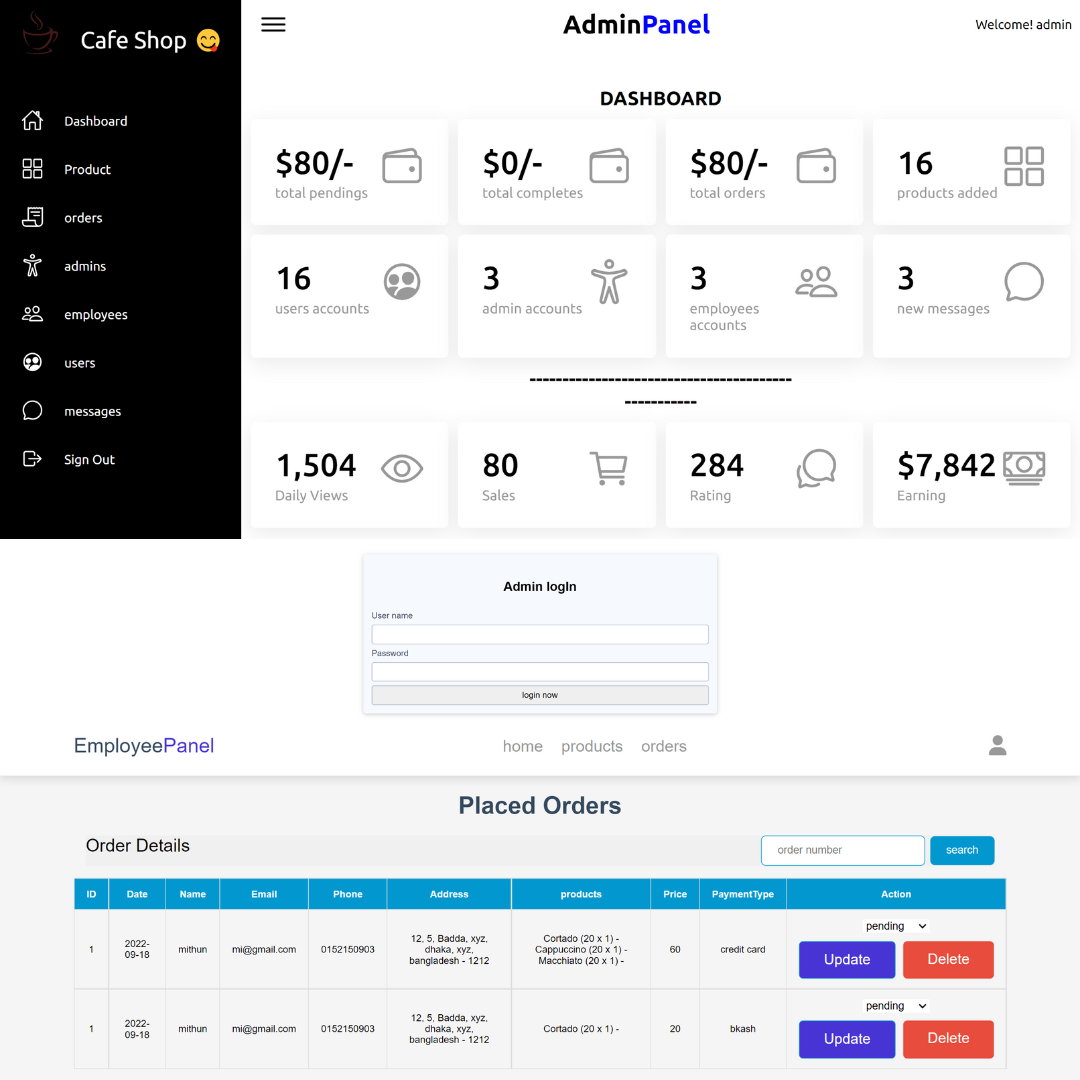 Cafe Shop 😋
AdminPanel
Welcome! admin
Dashboard
Product
orders
admins
employees
users
messages
Sign Out
DASHBOARD
$80/-
total pendings
$0/-
total completes
$80/-
total orders
16
products added
16
users accounts
3
admin accounts
3
employees
accounts
3
new messages
----------------------------------------
-----------
1,504
Daily Views
80
Sales
284
Rating
$7,842
Earning
Admin logIn
User name
Password
login now
EmployeePanel
home products orders
Placed Orders
Order Details
order number
search
ID Date Name Email Phone Address products Price PaymentType Action
1
2022-
09-18
mithun
mi@gmail.com
0152150903
12, 5, Badda, xyz,
dhaka, xyz,
bangladesh - 1212
Cortado (20 x 1) -
Cappuccino (20 x 1) -
Macchiato (20 x 1) -
60
credit card
pending
Update Delete
1
2022-
09-18
mithun
mi@gmail.com
0152150903
12, 5, Badda, xyz,
dhaka, xyz,
bangladesh - 1212
Cortado (20 x 1) -
20
bkash
pending
Update Delete